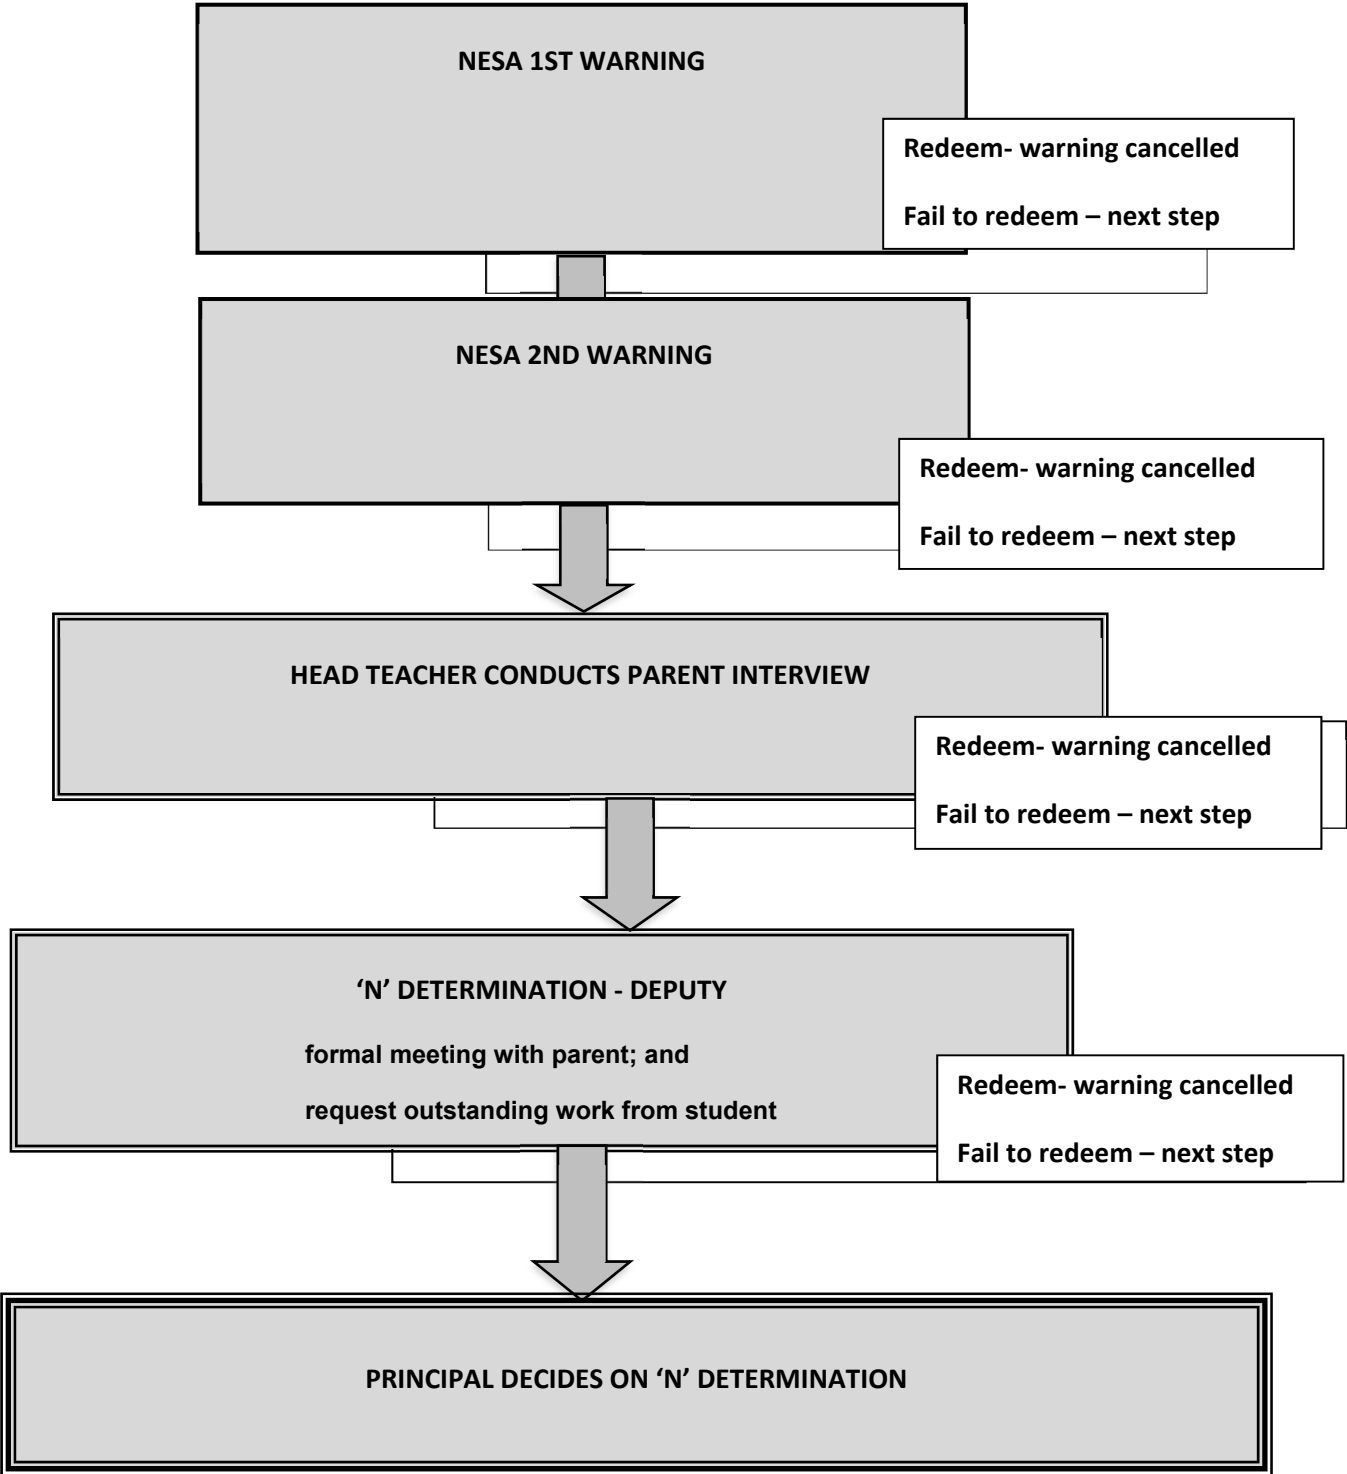 NESA 1ST WARNING
Redeem- warning cancelled
Fail to redeem – next step
NESA 2ND WARNING
Redeem- warning cancelled
Fail to redeem – next step
HEAD TEACHER CONDUCTS PARENT INTERVIEW
Redeem- warning cancelled
Fail to redeem – next step
‘N’ DETERMINATION - DEPUTY
formal meeting with parent; and
request outstanding work from student
Redeem- warning cancelled
Fail to redeem – next step
PRINCIPAL DECIDES ON ‘N’ DETERMINATION